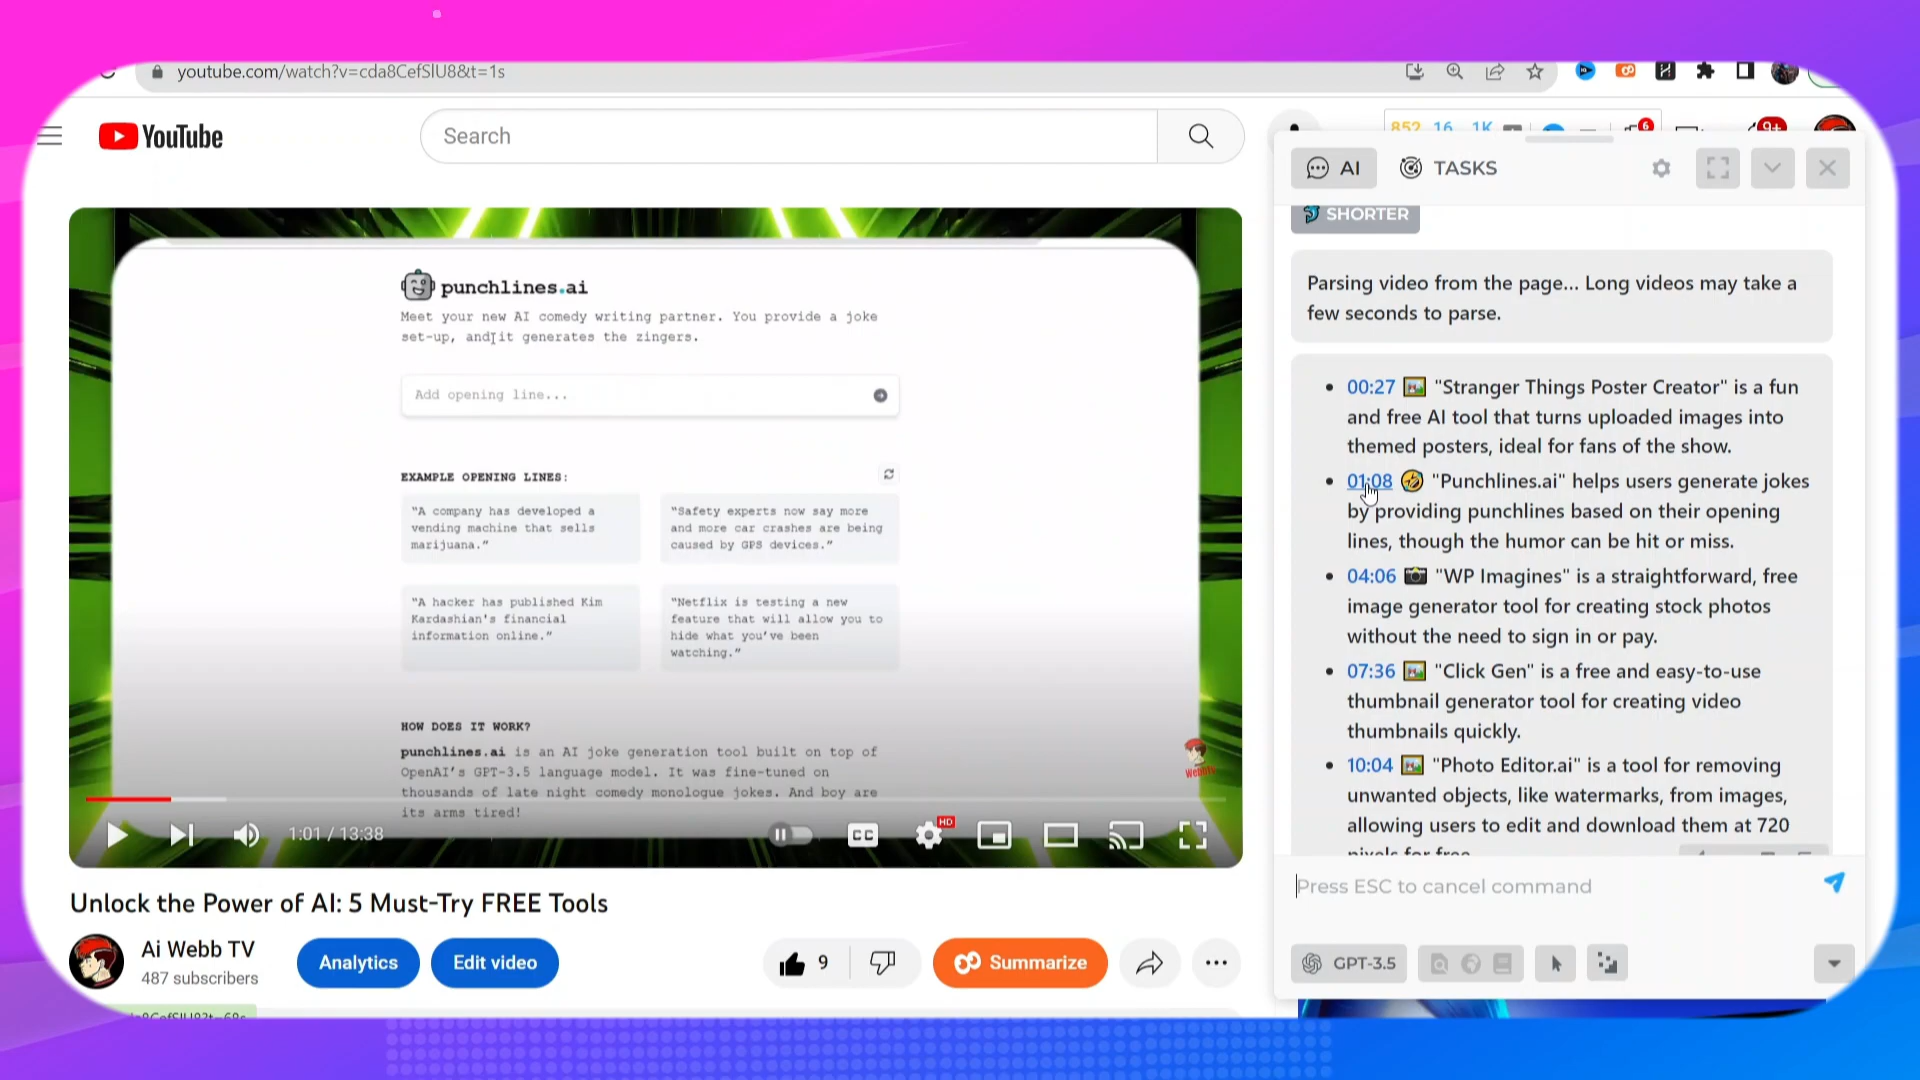 youtube.com/watch?v=cda8CefSlU8&t=1s
YouTube
Search
852 16 1K
6
9+
punchlines.ai
Meet your new AI comedy writing partner. You provide a joke
set-up, and it generates the zingers.
Add opening line...
EXAMPLE OPENING LINES:
"A company has developed a
vending machine that sells
marijuana."
"Safety experts now say more
and more car crashes are being
caused by GPS devices."
"A hacker has published Kim
Kardashian's financial
information online."
"Netflix is testing a new
feature that will allow you to
hide what you've been
watching."
HOW DOES IT WORK?
punchlines.ai is an AI joke generation tool built on top of
OpenAI's GPT-3.5 language model. It was fine-tuned on
thousands of late night comedy monologue jokes. And boy are
its arms tired!
1:01 / 13:38
CC
HD
Unlock the Power of AI: 5 Must-Try FREE Tools
Ai Webb TV
487 subscribers
Analytics
Edit video
9
Summarize
AI
TASKS
SHORTER
Parsing video from the page... Long videos may take a
few seconds to parse.
00:27 "Stranger Things Poster Creator" is a fun
and free AI tool that turns uploaded images into
themed posters, ideal for fans of the show.
01:08 "Punchlines.ai" helps users generate jokes
by providing punchlines based on their opening
lines, though the humor can be hit or miss.
04:06 "WP Imagines" is a straightforward, free
image generator tool for creating stock photos
without the need to sign in or pay.
07:36 "Click Gen" is a free and easy-to-use
thumbnail generator tool for creating video
thumbnails quickly.
10:04 "Photo Editor.ai" is a tool for removing
unwanted objects, like watermarks, from images,
allowing users to edit and download them at 720
pixels for free
Press ESC to cancel command
GPT-3.5